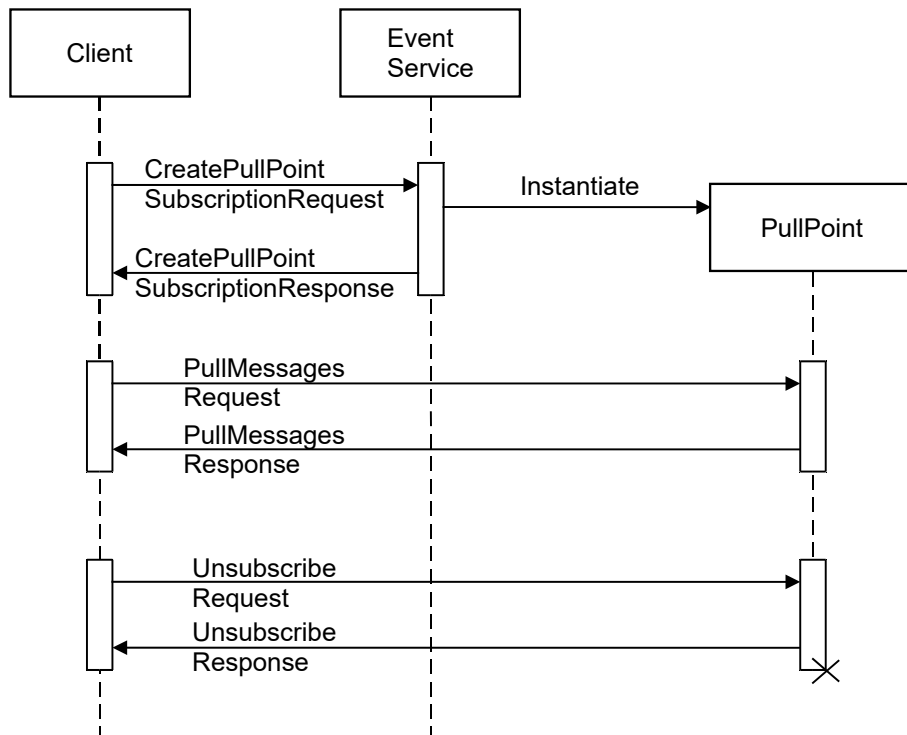 Client
Event
Service
CreatePullPoint
SubscriptionRequest
Instantiate
PullPoint
CreatePullPoint
SubscriptionResponse
PullMessages
Request
PullMessages
Response
Unsubscribe
Request
Unsubscribe
Response